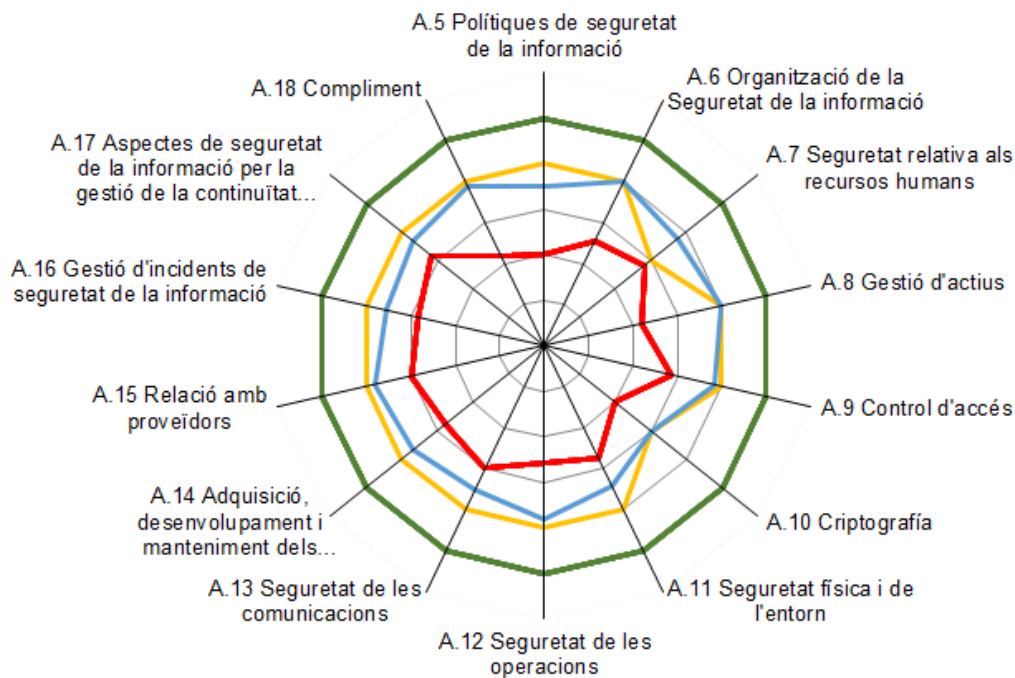 A.5 Polítiques de seguretat
de la informació
A.6 Organització de la
Seguretat de la informació
A.7 Seguretat relativa als
recursos humans
A.8 Gestió d'actius
A.9 Control d'accés
A.10 Criptografía
A.11 Seguretat física i de
l'entorn
A.12 Seguretat de les
operacions
A.13 Seguretat de les
comunicacions
A.14 Adquisició,
desenvolupament i
manteniment dels...
A.15 Relació amb
proveïdors
A.16 Gestió d'incidents de
seguretat de la informació
A.17 Aspectes de seguretat
de la informació per la
gestió de la continuïtat...
A.18 Compliment